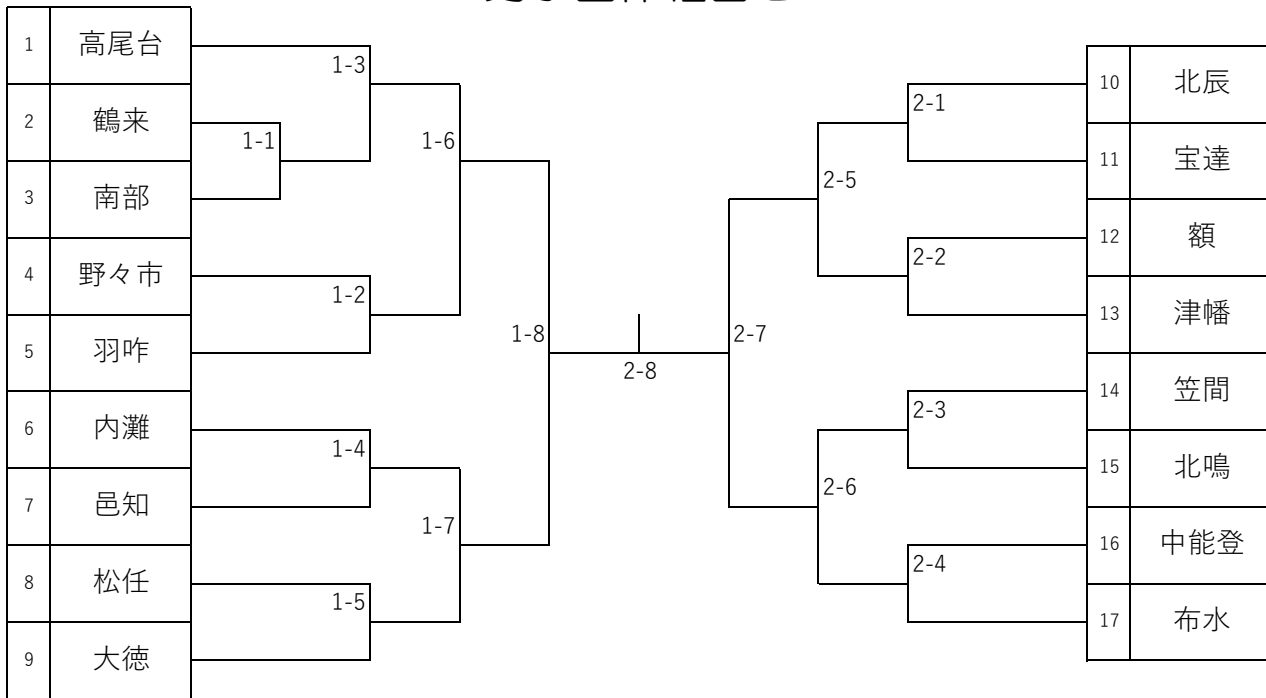 1 高尾台
2 鶴来
3 南部
4 野々市
5 羽咋
6 内灘
7 邑知
8 松任
9 大徳
1-3
1-1
1-6
1-2
1-8
1-4
1-7
1-5
2-8
2-1
2-5
2-2
2-7
2-3
2-6
2-4
10 北辰
11 宝達
12 額
13 津幡
14 笠間
15 北鳴
16 中能登
17 布水